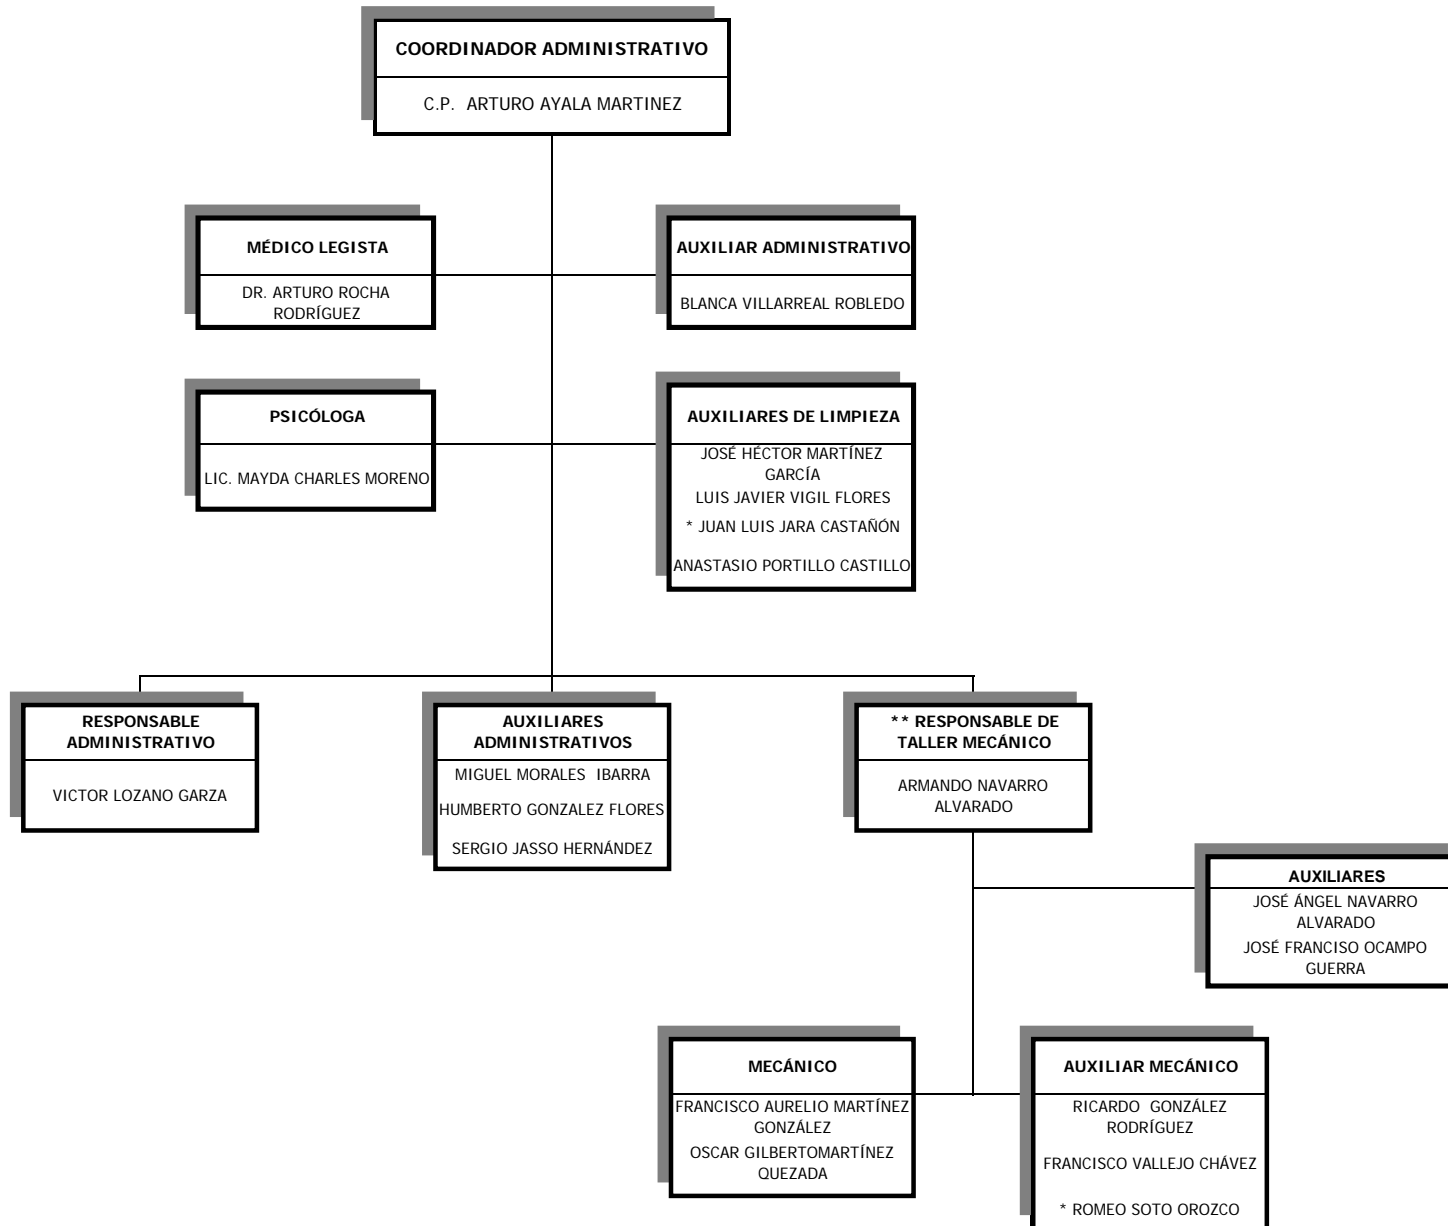 COORDINADOR ADMINISTRATIVO
C.P.  ARTURO AYALA MARTINEZ
MÉDICO LEGISTA
DR. ARTURO ROCHA
RODRÍGUEZ
AUXILIAR ADMINISTRATIVO
BLANCA VILLARREAL ROBLEDO
PSICÓLOGA
LIC. MAYDA CHARLES MORENO
AUXILIARES DE LIMPIEZA
JOSÉ HÉCTOR MARTÍNEZ
GARCÍA
LUIS JAVIER VIGIL FLORES
* JUAN LUIS JARA CASTAÑÓN
ANASTASIO PORTILLO CASTILLO
RESPONSABLE
ADMINISTRATIVO
VICTOR LOZANO GARZA
AUXILIARES
ADMINISTRATIVOS
MIGUEL MORALES  IBARRA
HUMBERTO GONZALEZ FLORES
SERGIO JASSO HERNÁNDEZ
** RESPONSABLE DE
TALLER MECÁNICO
ARMANDO NAVARRO
ALVARADO
AUXILIARES
JOSÉ ÁNGEL NAVARRO
ALVARADO
JOSÉ FRANCISO OCAMPO
GUERRA
MECÁNICO
FRANCISCO AURELIO MARTÍNEZ
GONZÁLEZ
OSCAR GILBERTOMARTÍNEZ
QUEZADA
AUXILIAR MECÁNICO
RICARDO  GONZÁLEZ
RODRÍGUEZ
FRANCISCO VALLEJO CHÁVEZ
* ROMEO SOTO OROZCO